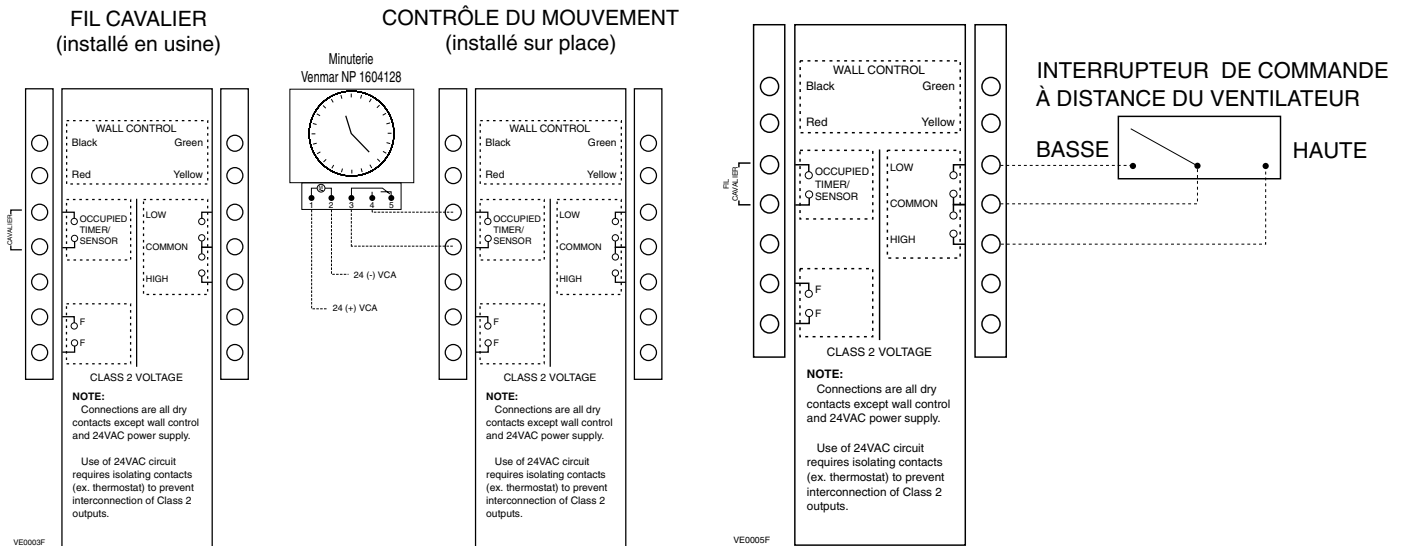 FIL CAVALIER
(installé en usine)
CAVALIER
WALL CONTROL
Black Green
Red Yellow
OCCUPIED
TIMER/
SENSOR
LOW
COMMON
HIGH
F
F
CLASS 2 VOLTAGE
NOTE:
Connections are all dry
contacts except wall control
and 24VAC power supply.
Use of 24VAC circuit
requires isolating contacts
(ex. thermostat) to prevent
interconnection of Class 2
outputs.
VE0003F
CONTRÔLE DU MOUVEMENT
(installé sur place)
Minuterie
Venmar NP 1604128
1 2 3 4 5
24 (-) VCA
24 (+) VCA
WALL CONTROL
Black Green
Red Yellow
OCCUPIED
TIMER/
SENSOR
LOW
COMMON
HIGH
F
F
CLASS 2 VOLTAGE
NOTE:
Connections are all dry
contacts except wall control
and 24VAC power supply.
Use of 24VAC circuit
requires isolating contacts
(ex. thermostat) to prevent
interconnection of Class 2
outputs.
FIL
CAVALIER
WALL CONTROL
Black Green
Red Yellow
OCCUPIED
TIMER/
SENSOR
LOW
COMMON
HIGH
F
F
CLASS 2 VOLTAGE
NOTE:
Connections are all dry
contacts except wall control
and 24VAC power supply.
Use of 24VAC circuit
requires isolating contacts
(ex. thermostat) to prevent
interconnection of Class 2
outputs.
VE0005F
INTERRUPTEUR DE COMMANDE
À DISTANCE DU VENTILATEUR
BASSE HAUTE